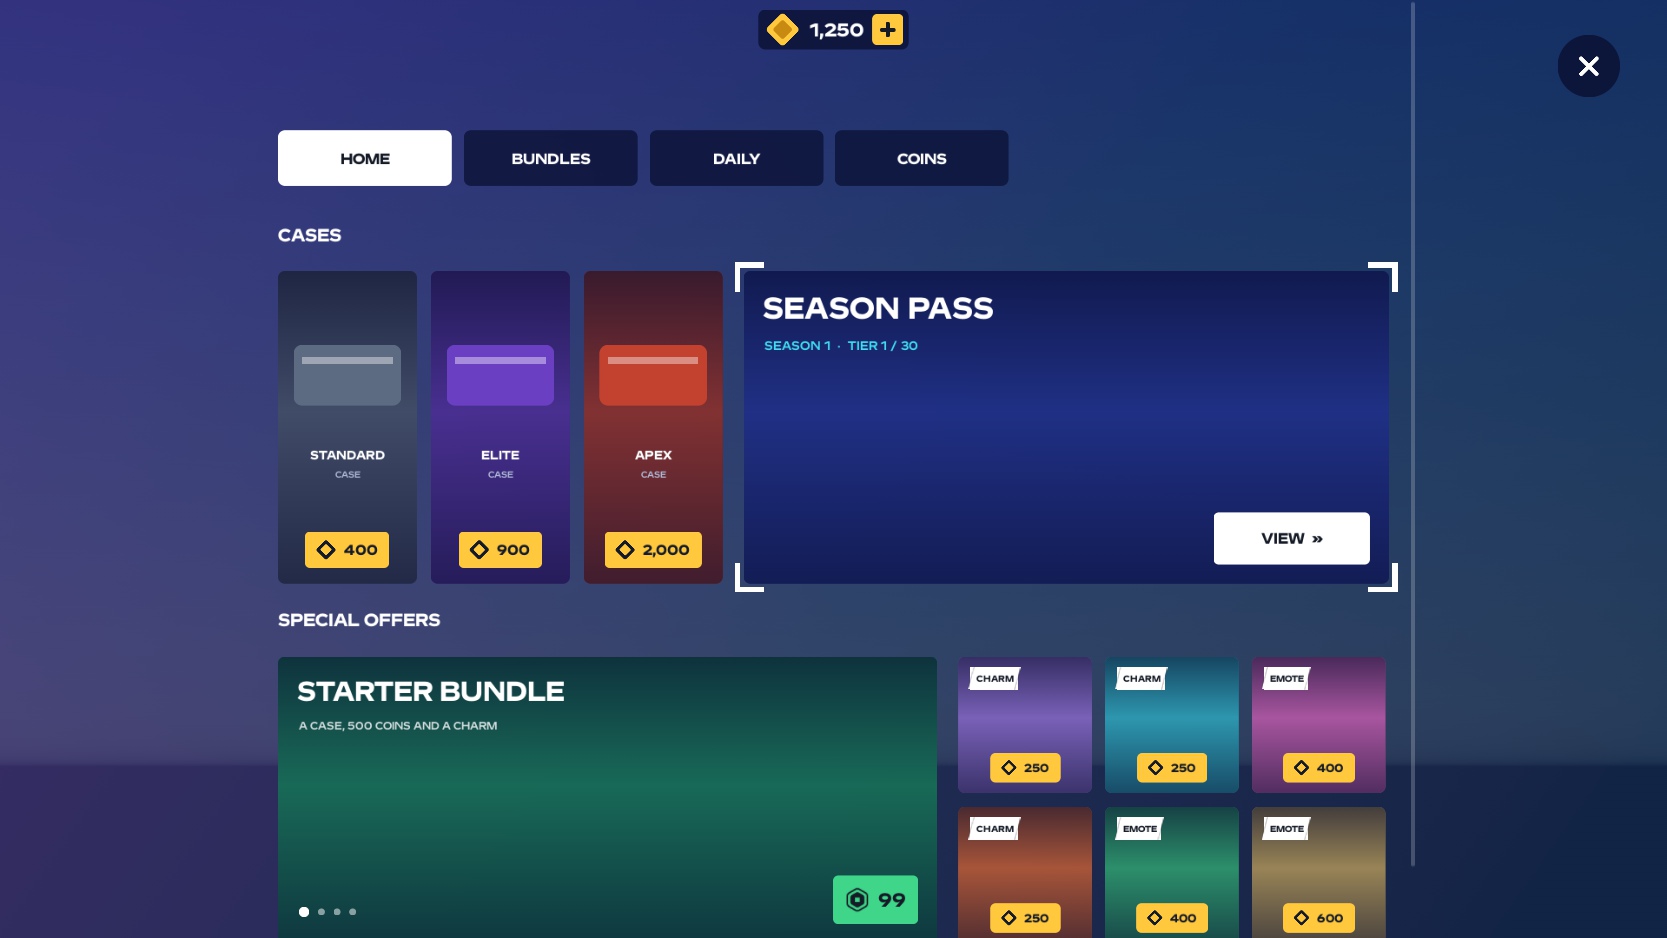 1,250
HOME
BUNDLES
DAILY
COINS
CASES
STANDARD
CASE
400
ELITE
CASE
900
APEX
CASE
2,000
SEASON PASS
SEASON 1 · TIER 1 / 30
VIEW »
SPECIAL OFFERS
STARTER BUNDLE
A CASE, 500 COINS AND A CHARM
99
CHARM
250
CHARM
250
EMOTE
400
CHARM
250
EMOTE
400
EMOTE
600